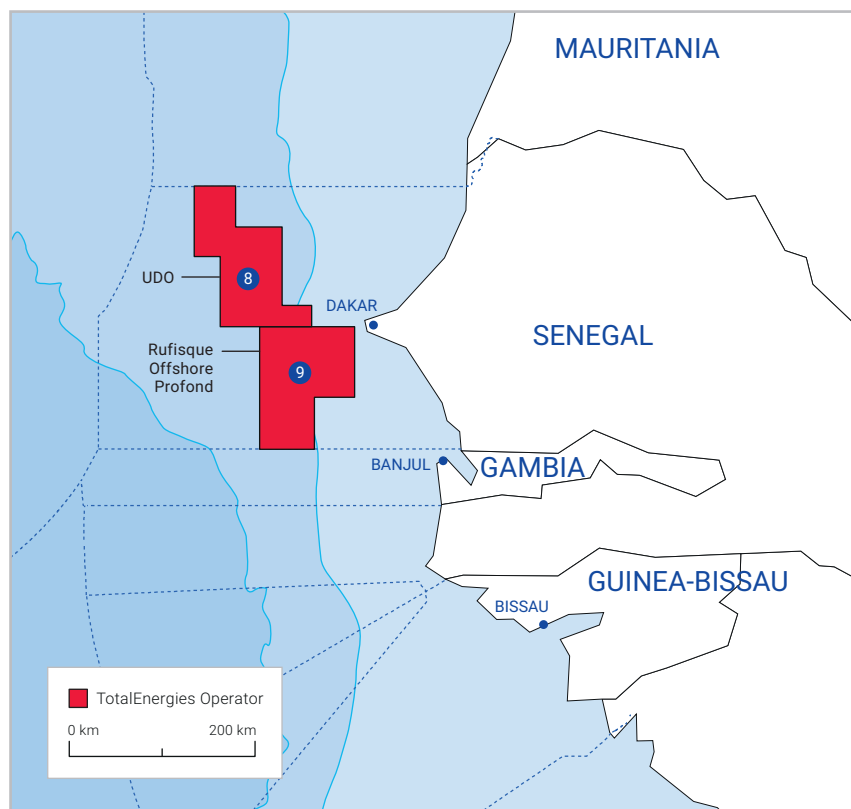 MAURITANIA
8
UDO
DAKAR
SENEGAL
Rufisque
Offshore
Profond
9
BANJUL
GAMBIA
GUINEA-BISSAU
BISSAU
TotalEnergies Operator
0 km 200 km